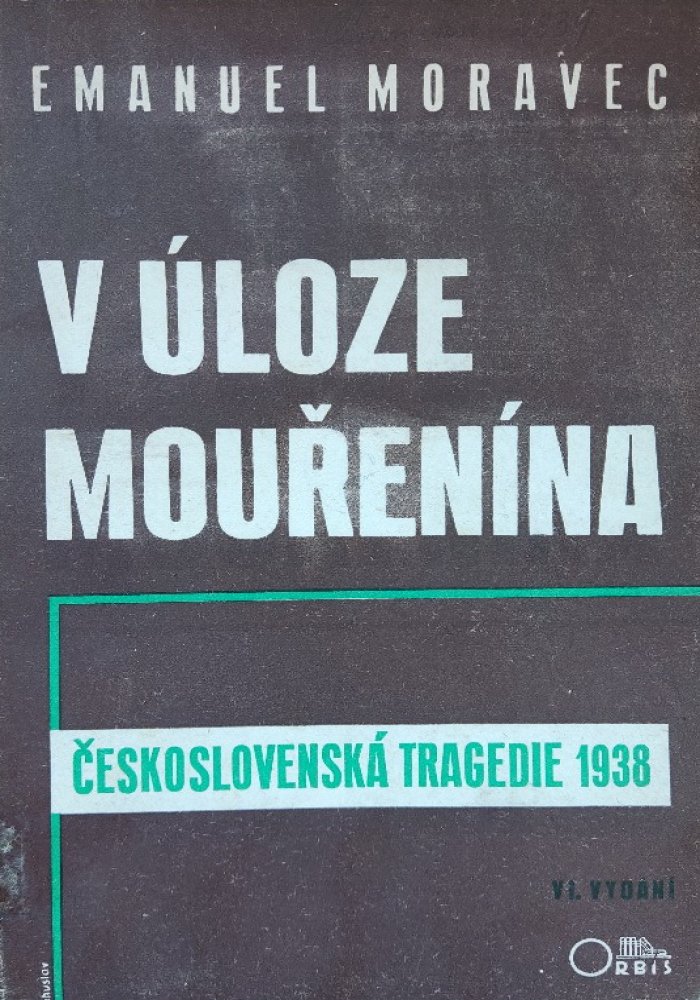 EMANUEL MORAVEC
V ÚLOZE
MOUŘENÍNA
ČESKOSLOVENSKÁ TRAGEDIE 1938
VI. VYDÁNÍ
ORBIS